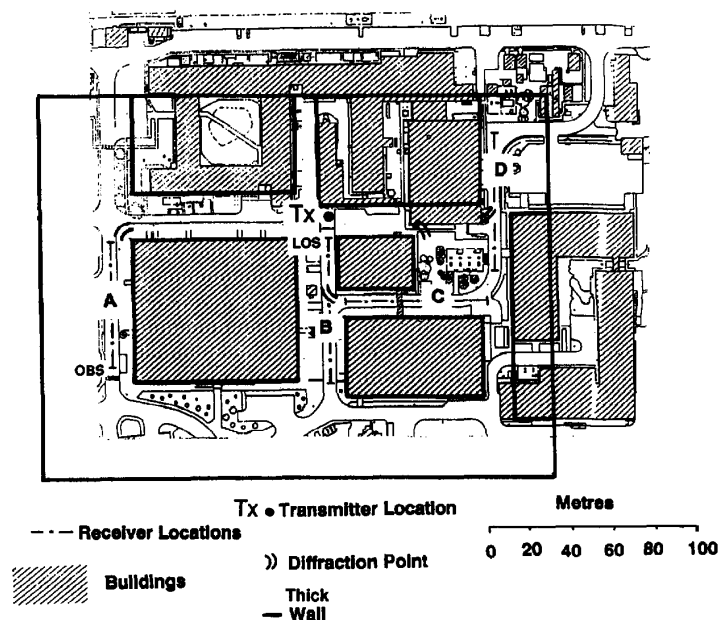 A
D
Tx
LOS
A
C
B
OBS
Tx • Transmitter Location
Metres
Receiver Locations
0 20 40 60 80 100
Diffraction Point
Buildings
Thick
Wall